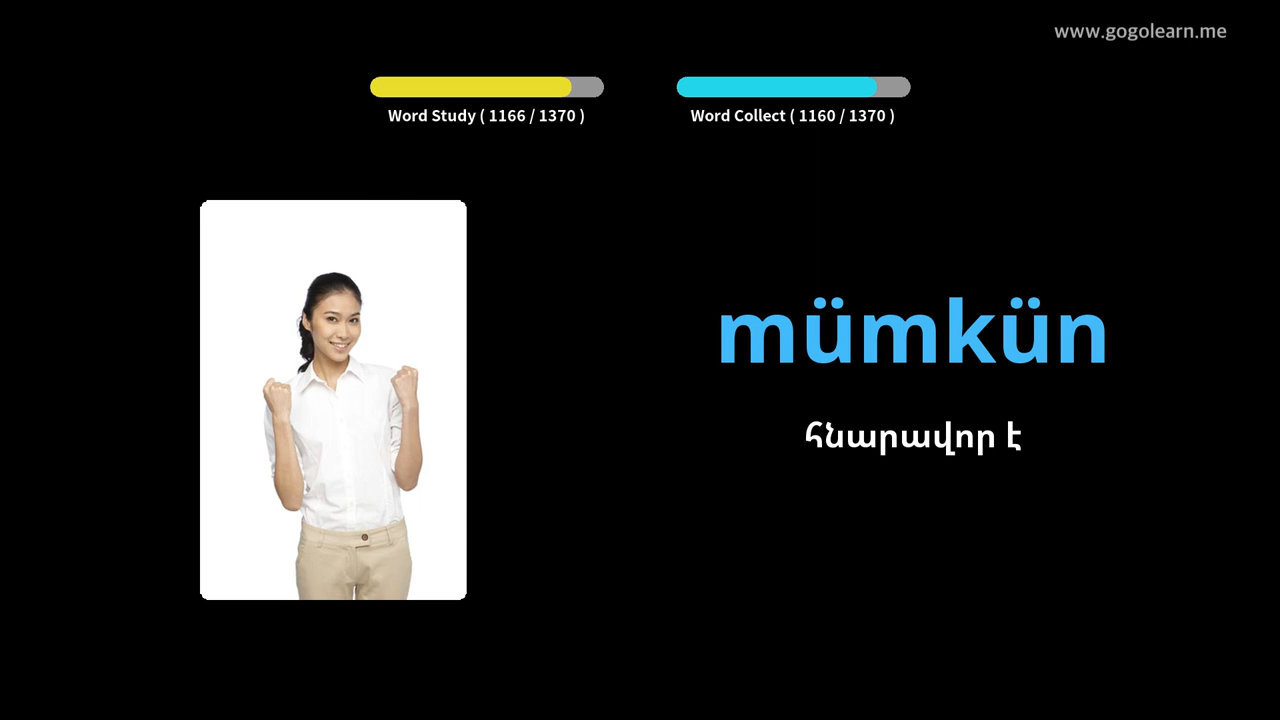 www.gogolearn.me
Word Study ( 1166 / 1370 )
Word Collect ( 1160 / 1370 )
mümkün
հնարավոր է